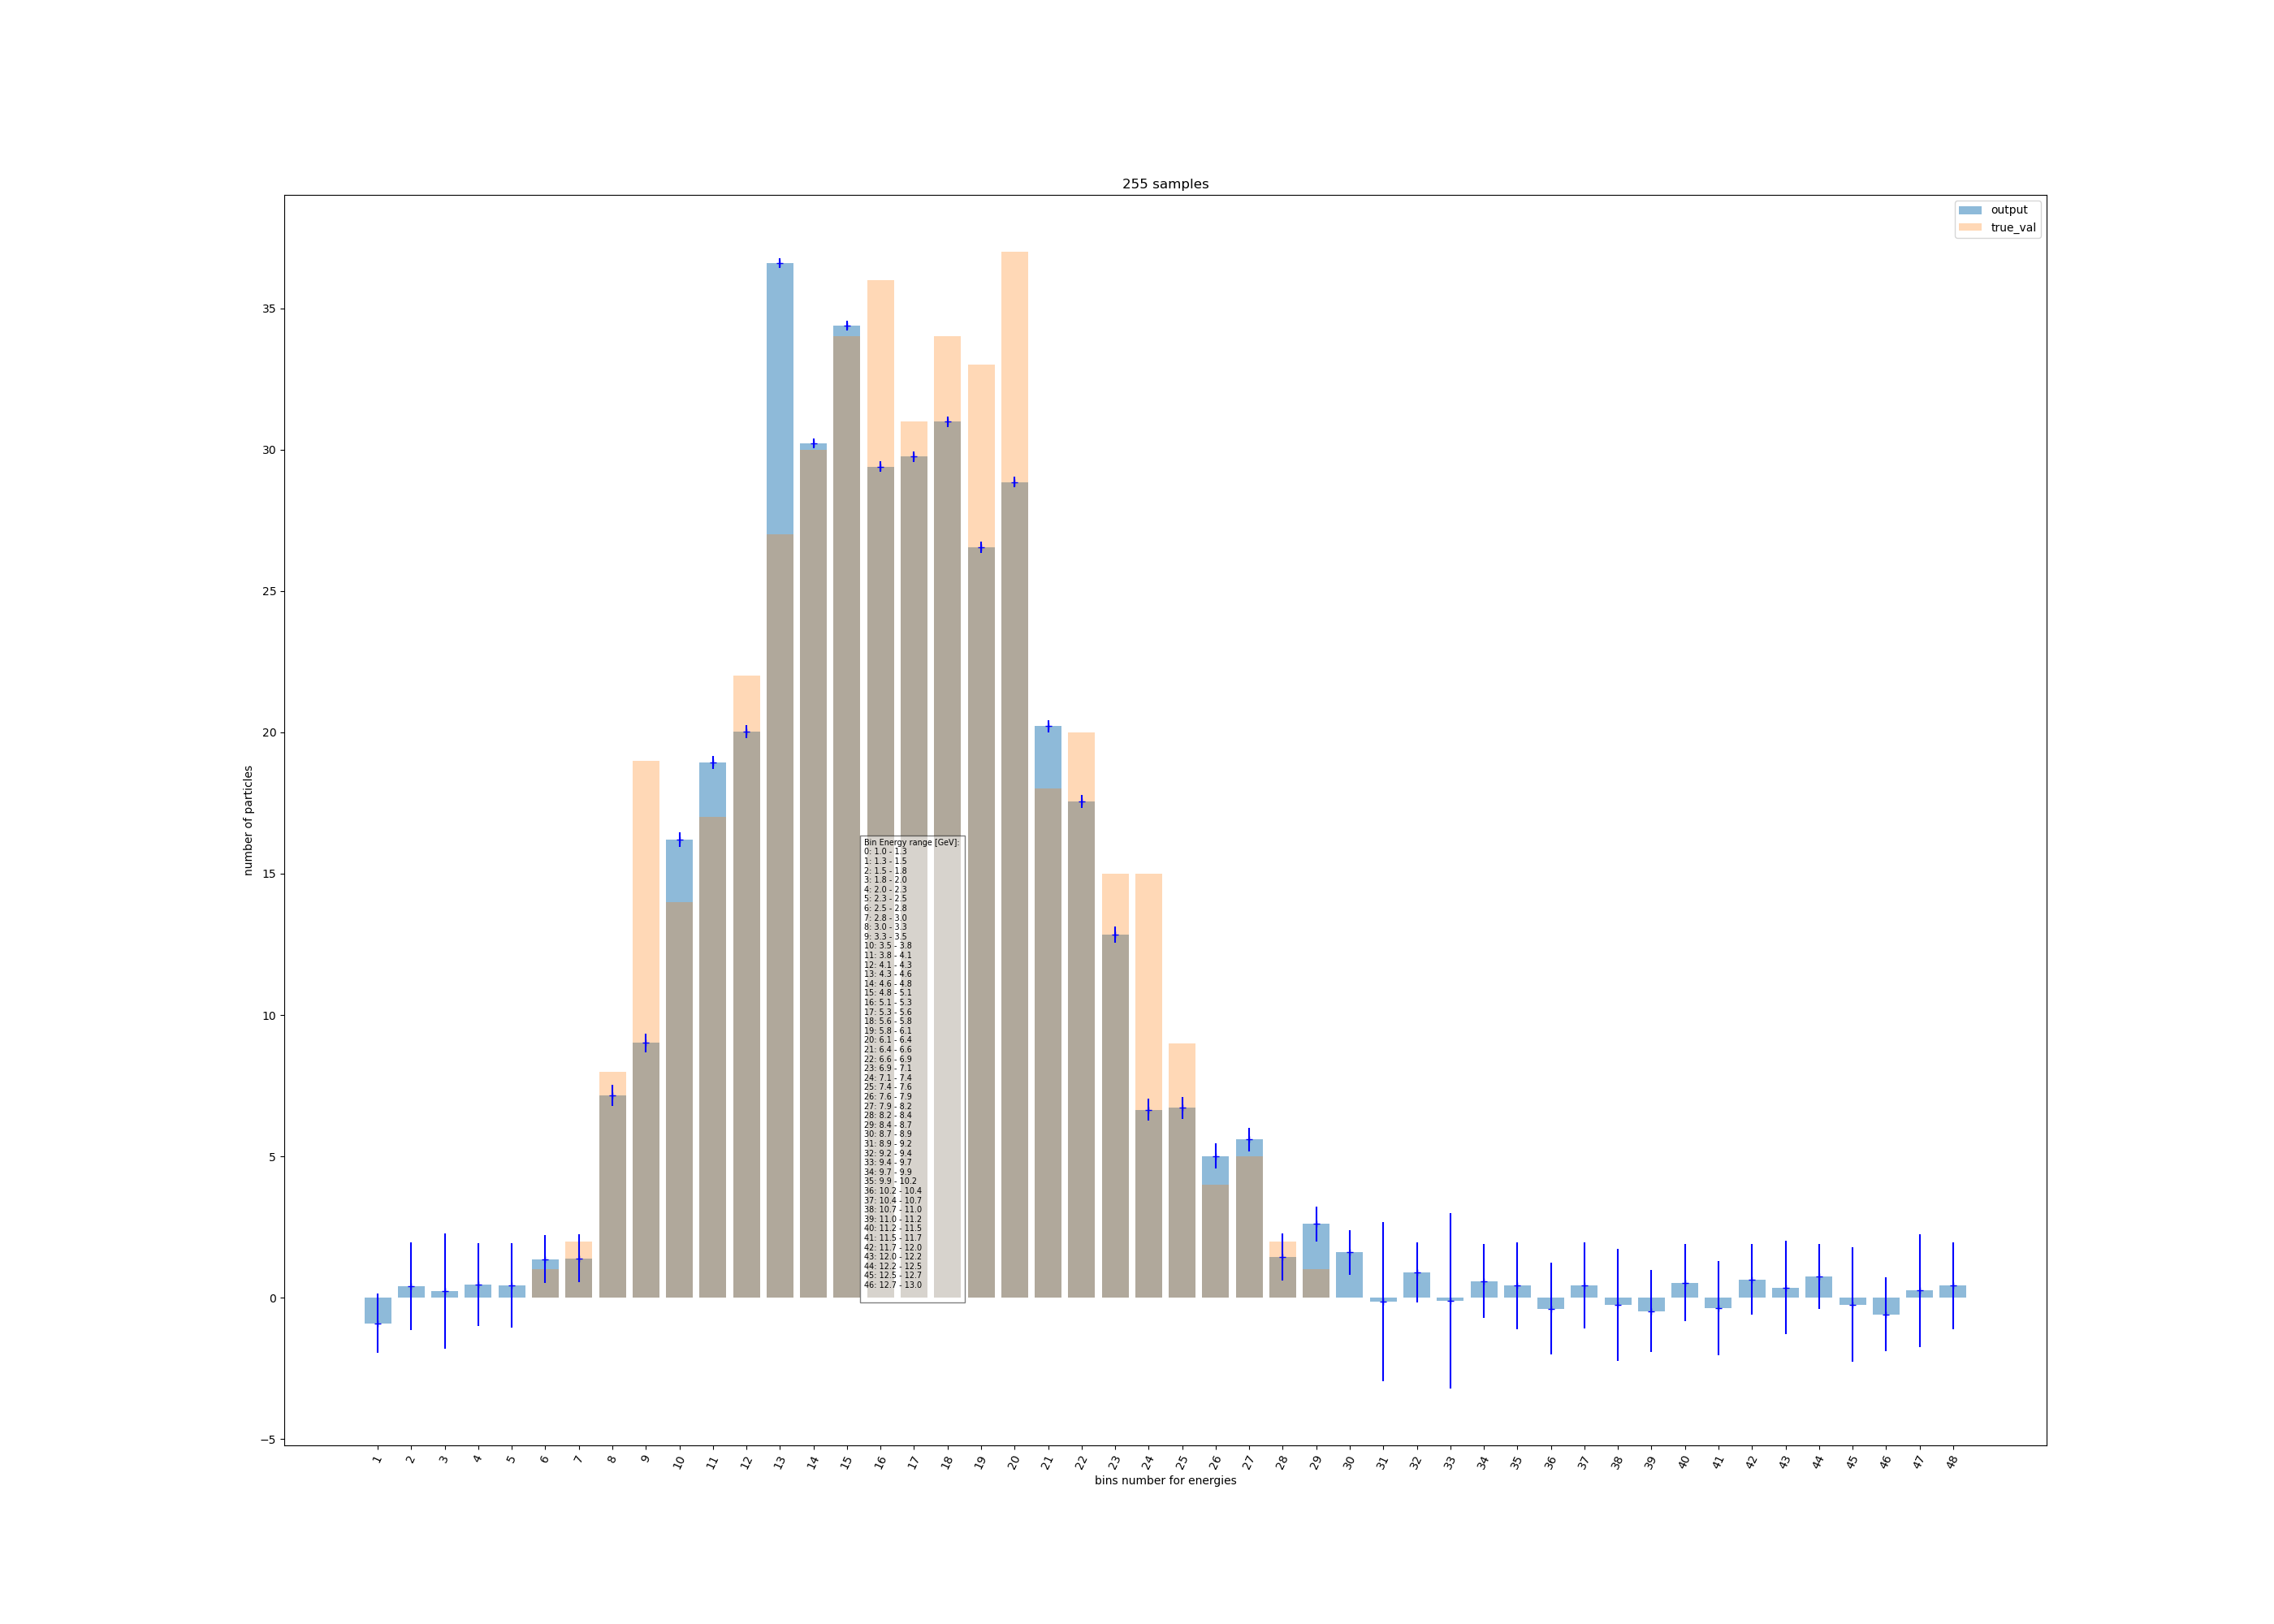 255 samples
output
true_val
35
30
25
20
15
10
5
0
−5
number of particles
Bin Energy range [GeV]:
0: 1.0 - 1.3
1: 1.3 - 1.5
2: 1.5 - 1.8
3: 1.8 - 2.0
4: 2.0 - 2.3
5: 2.3 - 2.5
6: 2.5 - 2.8
7: 2.8 - 3.0
8: 3.0 - 3.3
9: 3.3 - 3.5
10: 3.5 - 3.8
11: 3.8 - 4.1
12: 4.1 - 4.3
13: 4.3 - 4.6
14: 4.6 - 4.8
15: 4.8 - 5.1
16: 5.1 - 5.3
17: 5.3 - 5.6
18: 5.6 - 5.8
19: 5.8 - 6.1
20: 6.1 - 6.4
21: 6.4 - 6.6
22: 6.6 - 6.9
23: 6.9 - 7.1
24: 7.1 - 7.4
25: 7.4 - 7.6
26: 7.6 - 7.9
27: 7.9 - 8.2
28: 8.2 - 8.4
29: 8.4 - 8.7
30: 8.7 - 8.9
31: 8.9 - 9.2
32: 9.2 - 9.4
33: 9.4 - 9.7
34: 9.7 - 9.9
35: 9.9 - 10.2
36: 10.2 - 10.4
37: 10.4 - 10.7
38: 10.7 - 11.0
39: 11.0 - 11.2
40: 11.2 - 11.5
41: 11.5 - 11.7
42: 11.7 - 12.0
43: 12.0 - 12.2
44: 12.2 - 12.5
45: 12.5 - 12.7
46: 12.7 - 13.0
1 2 3 4 5 6 7 8 9 10 11 12 13 14 15 16 17 18 19 20 21 22 23 24 25 26 27 28 29 30 31 32 33 34 35 36 37 38 39 40 41 42 43 44 45 46 47 48
bins number for energies